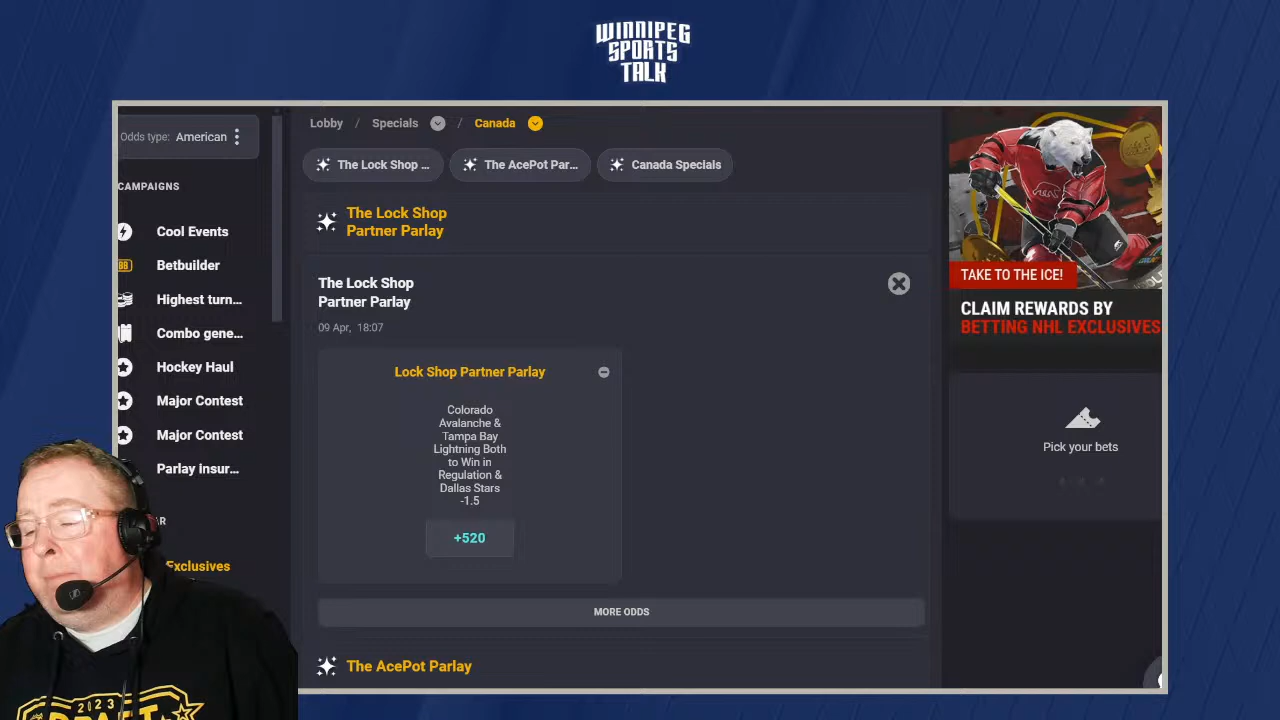 WINNIPEG
SPORTS
TALK
Odds type: American
Lobby / Specials / Canada
The Lock Shop ...
The AcePot Par...
Canada Specials
CAMPAIGNS
Cool Events
BB Betbuilder
Highest turn...
Combo gene...
Hockey Haul
Major Contest
Major Contest
Parlay insur...
Exclusives
The Lock Shop
Partner Parlay
The Lock Shop
Partner Parlay
09 Apr, 18:07
Lock Shop Partner Parlay
Colorado
Avalanche &
Tampa Bay
Lightning Both
to Win in
Regulation &
Dallas Stars
-1.5
+520
MORE ODDS
The AcePot Parlay
TAKE TO THE ICE!
CLAIM REWARDS BY
BETTING NHL EXCLUSIVES
Pick your bets
2023
DRAFT